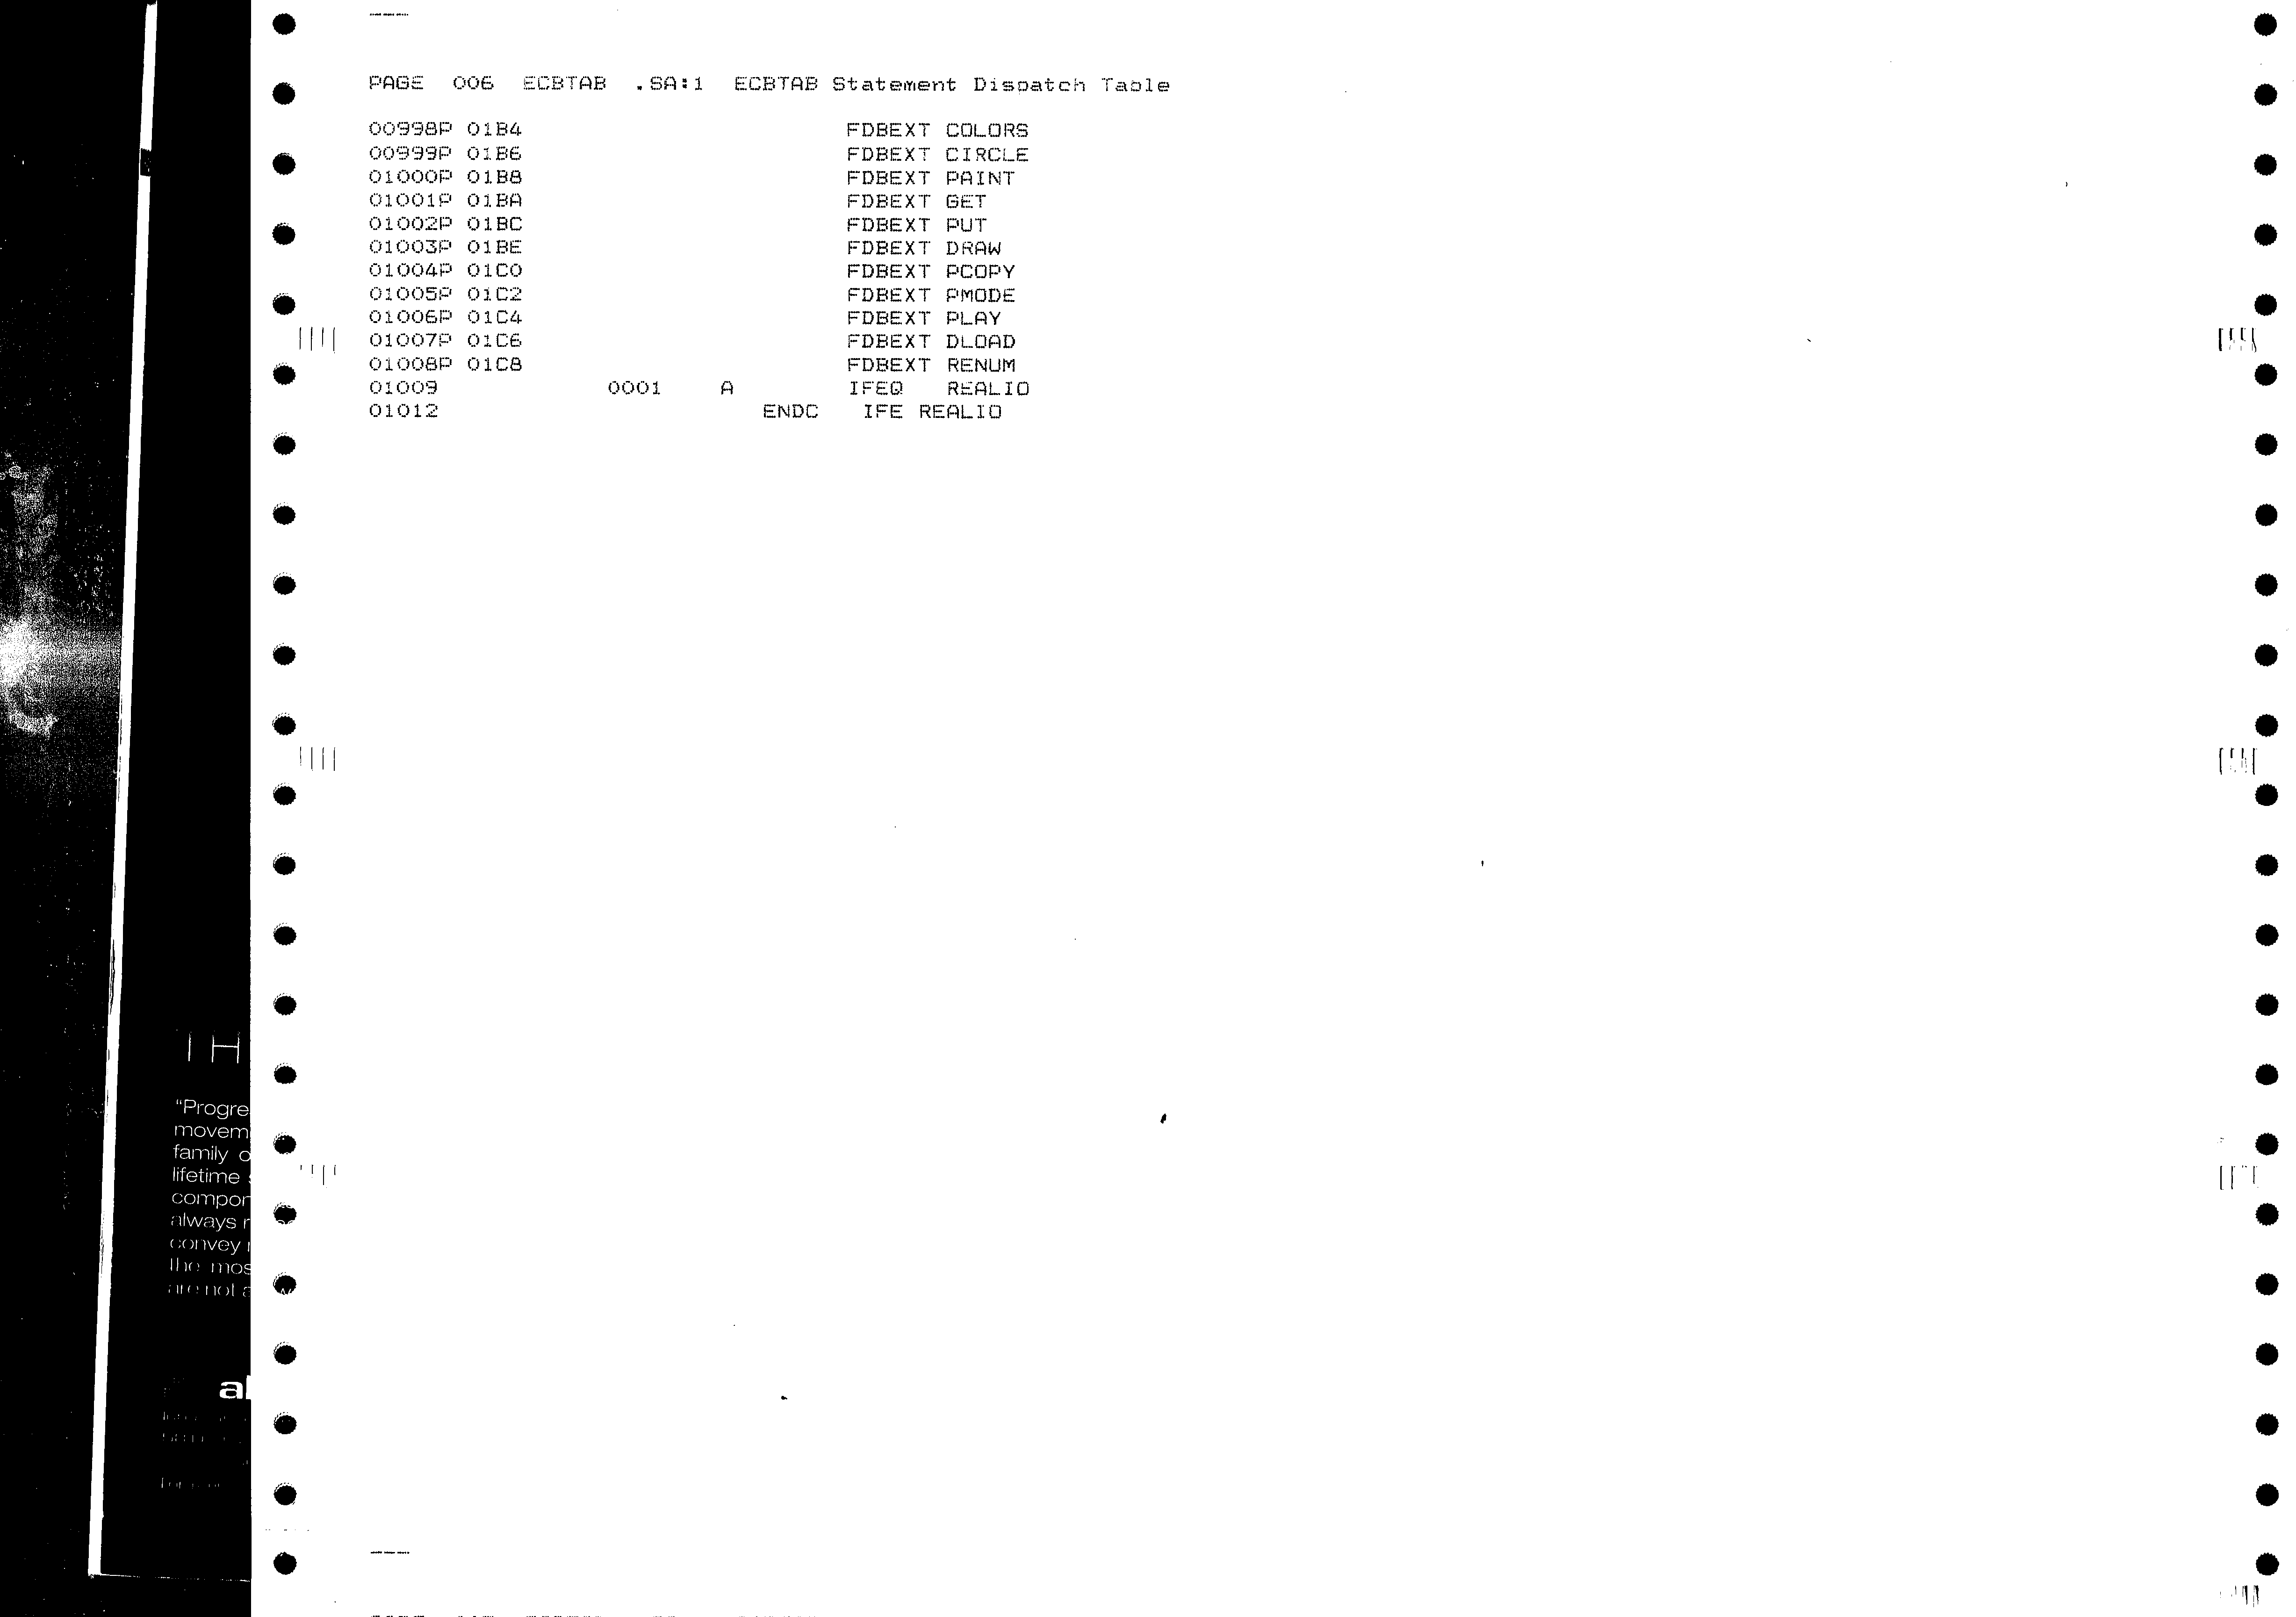 PAGE 006 ECBTAB .SA:1 ECBTAB Statement Dispatch Table
00998P 01B4 FDBEXT COLORS
00999P 01B6 FDBEXT CIRCLE
01000P 01B8 FDBEXT PAINT
01001P 01BA FDBEXT GET
01002P 01BC FDBEXT PUT
01003P 01BE FDBEXT DRAW
01004P 01C0 FDBEXT PCOPY
01005P 01C2 FDBEXT PMODE
01006P 01C4 FDBEXT PLAY
01007P 01C6 FDBEXT DLOAD
01008P 01C8 FDBEXT RENUM
01009 0001 A IFEQ REALIO
01012 ENDC IFE REALIO
TH
"Progre
movem
family o
lifetime
compor
always r
convey
the mos
are not a
al